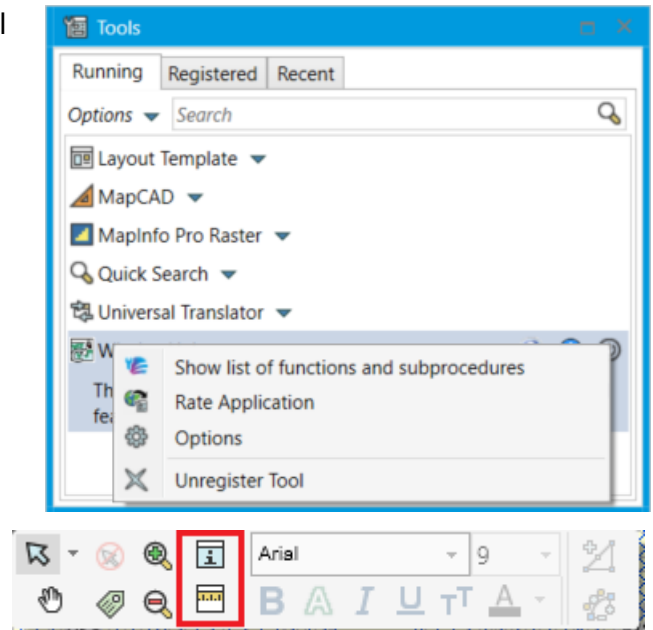 Tools
Running Registered Recent
Options Search
Layout Template
MapCAD
MapInfo Pro Raster
Quick Search
Universal Translator
Show list of functions and subprocedures
Rate Application
Options
Unregister Tool
Arial 9
B A I U TT A